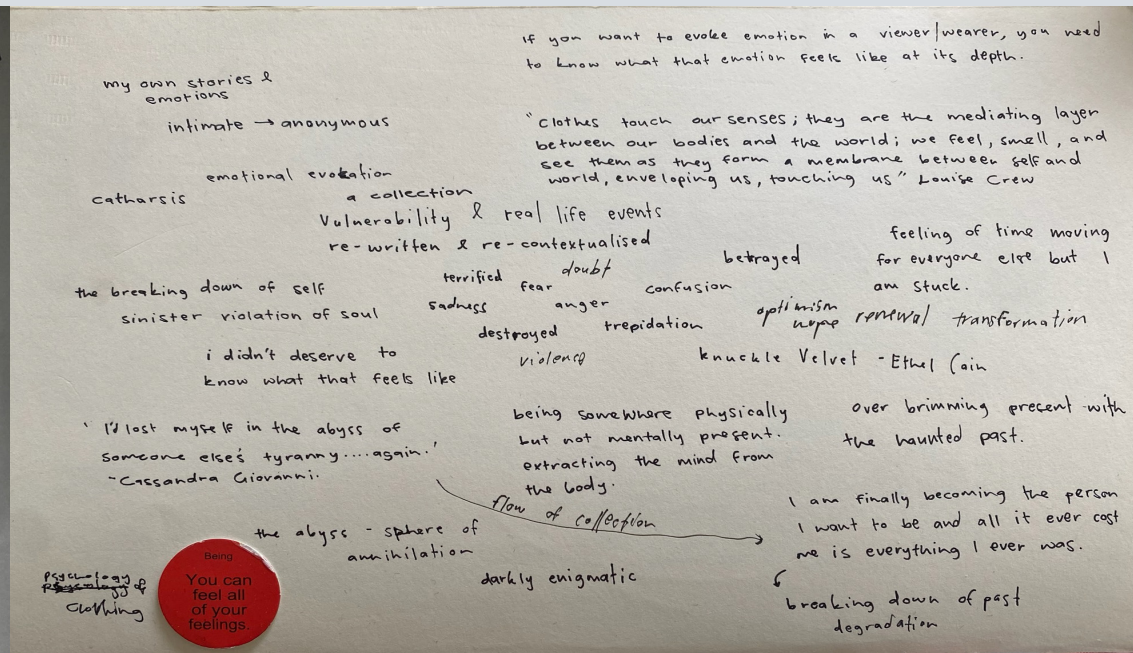 If you want to evoke emotion in a viewer/wearer, you need
to know what that emotion feels like at its depth.
my own stories &
emotions
intimate → anonymous
"Clothes touch our senses; they are the mediating layer
between our bodies and the world; we feel, smell, and
see them as they form a membrane between self and
world, enveloping us, touching us" Louise Crew
emotional evokation
catharsis
a collection
Vulnerability & real life events
re-written & re-contextualised
feeling of time moving
for everyone else but I
am stuck.
betrayed
doubt
terrified
fear
confusion
the breaking down of self
sinister violation of soul
sadness
anger
optimism
hope
renewal transformation
destroyed
trepidation
violence
i didn't deserve to
know what that feels like
knuckle Velvet - Ethel Cain
being somewhere physically
but not mentally present.
extracting the mind from
the body.
over brimming present with
the haunted past.
' I'd lost myself in the abyss of
someone else's tyranny....again.'
-Cassandra Giovanni.
flow of collection
I am finally becoming the person
I want to be and all it ever cost
me is everything I ever was.
the abyss - sphere of
annihilation
darkly enigmatic
breaking down of past
degradation
psychology
of
Clothing
Being
You can
feel all
of your
feelings.